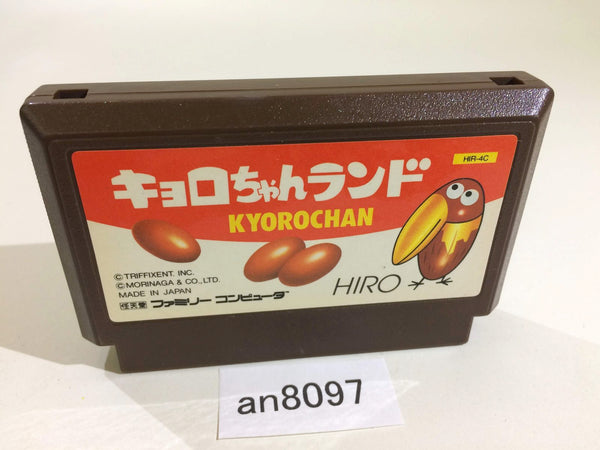 HIR-4C
キョロちゃんランド
KYOROCHAN
©TRIFFIXENT. INC.
©MORINAGA & CO., LTD.
MADE IN JAPAN
HIRO
任天堂 ファミリー コンピュータ
an8097